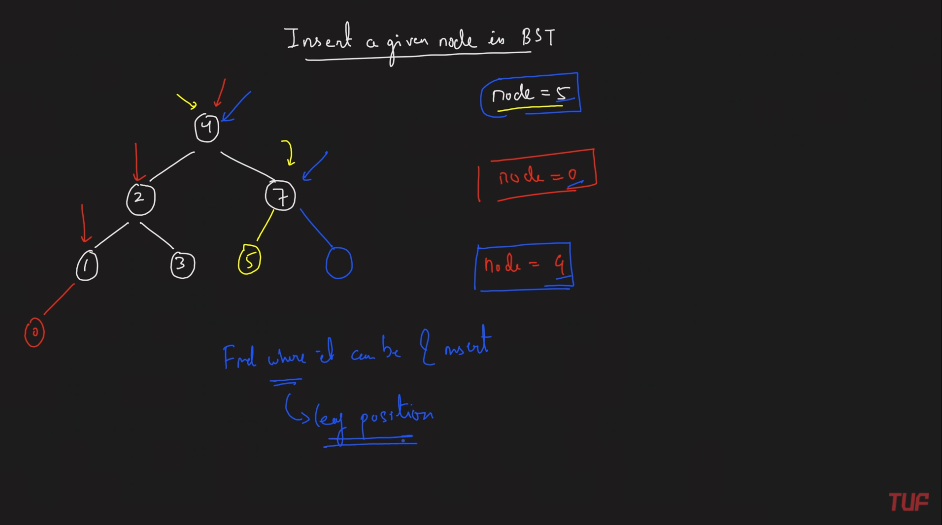 Insert a given node in BST
node = 5
4
7
2
node = 0
1
3
5
node = 9
0
Find where it can be & insert
leaf position
TUF